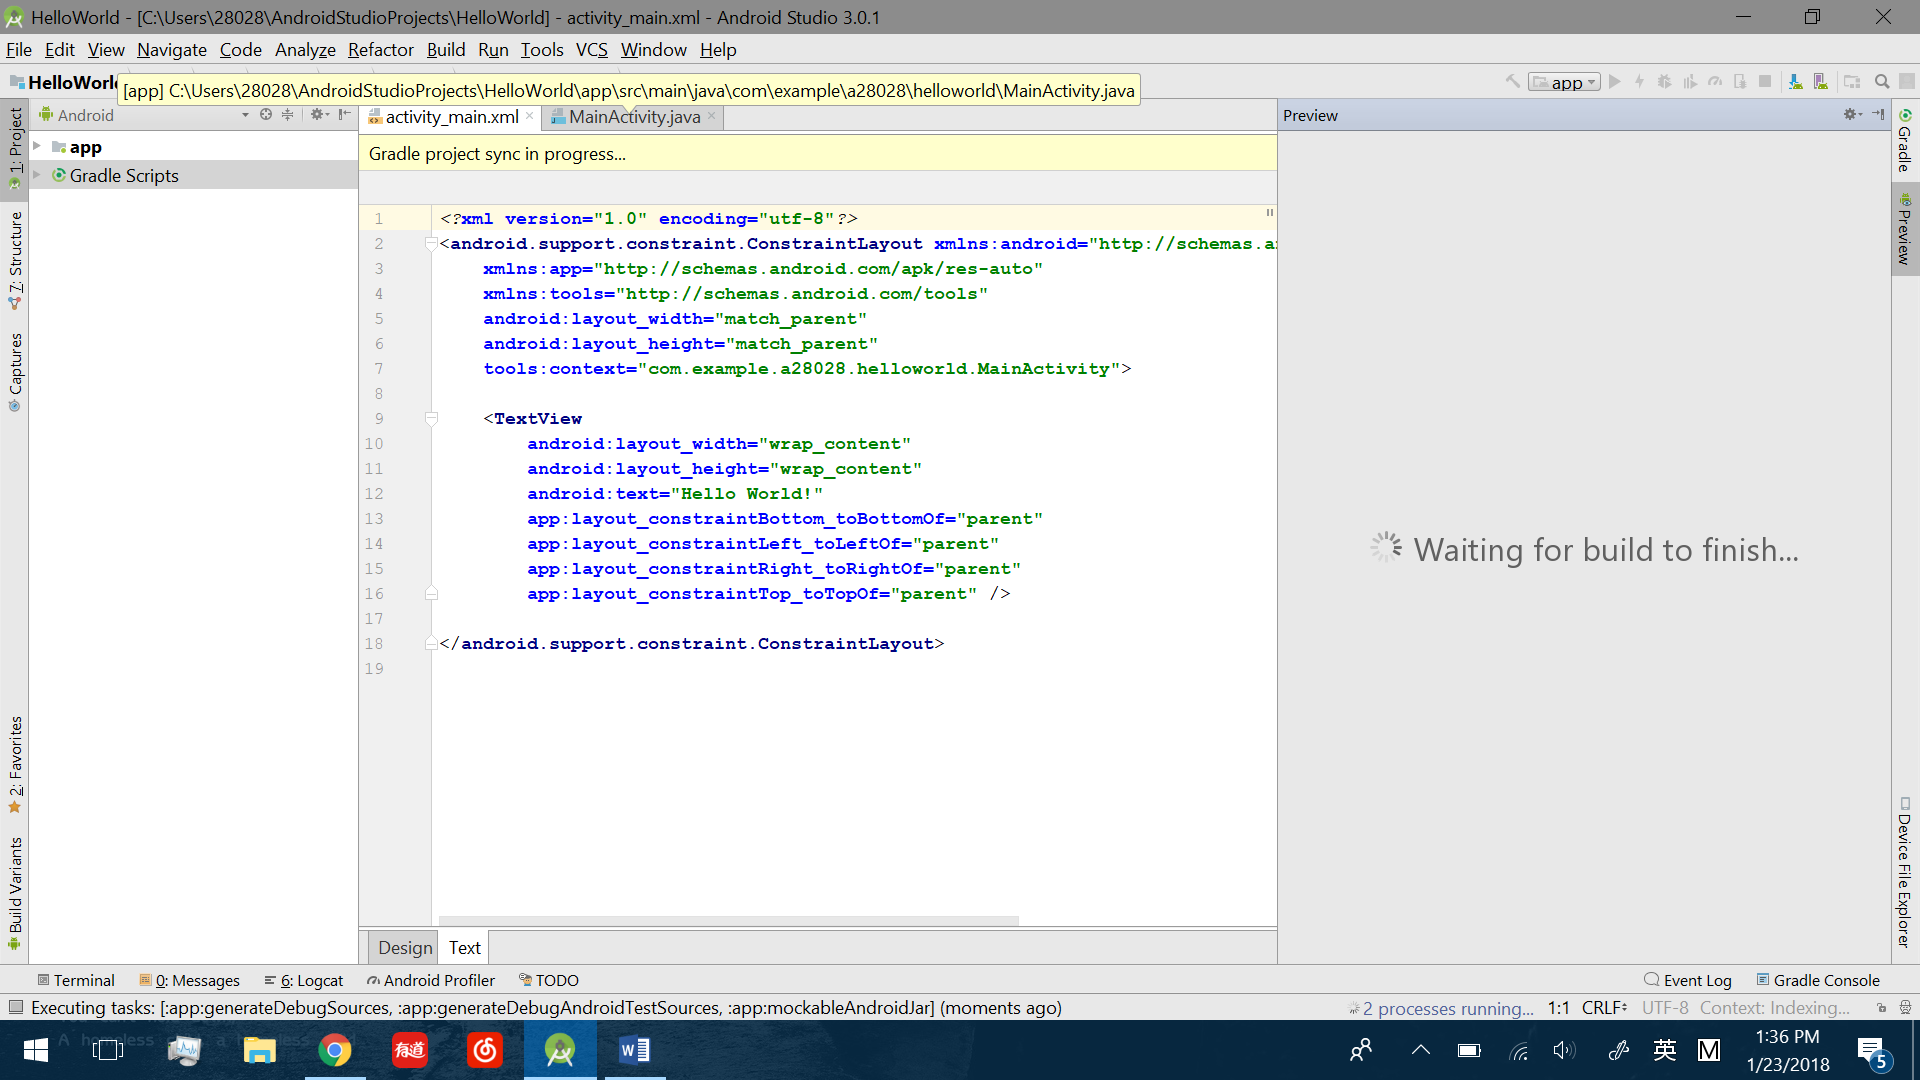 HelloWorld - [C:\Users\28028\AndroidStudioProjects\HelloWorld] - activity_main.xml - Android Studio 3.0.1
File Edit View Navigate Code Analyze Refactor Build Run Tools VCS Window Help
HelloWorl
[app] C:\Users\28028\AndroidStudioProjects\HelloWorld\app\src\main\java\com\example\a28028\helloworld\MainActivity.java
app
Android
activity_main.xml
MainActivity.java
Preview
1: Project
7: Structure
Captures
2: Favorites
Build Variants
app
Gradle Scripts
Gradle project sync in progress...
1 <?xml version="1.0" encoding="utf-8"?>
2 <android.support.constraint.ConstraintLayout xmlns:android="http://schemas.a
3 xmlns:app="http://schemas.android.com/apk/res-auto"
4 xmlns:tools="http://schemas.android.com/tools"
5 android:layout_width="match_parent"
6 android:layout_height="match_parent"
7 tools:context="com.example.a28028.helloworld.MainActivity">
8
9 <TextView
10 android:layout_width="wrap_content"
11 android:layout_height="wrap_content"
12 android:text="Hello World!"
13 app:layout_constraintBottom_toBottomOf="parent"
14 app:layout_constraintLeft_toLeftOf="parent"
15 app:layout_constraintRight_toRightOf="parent"
16 app:layout_constraintTop_toTopOf="parent" />
17
18 </android.support.constraint.ConstraintLayout>
19
Waiting for build to finish...
Gradle
Preview
Device File Explorer
Design Text
Terminal 0: Messages 6: Logcat Android Profiler TODO Event Log Gradle Console
Executing tasks: [:app:generateDebugSources, :app:generateDebugAndroidTestSources, :app:mockableAndroidJar] (moments ago) 2 processes running... 1:1 CRLF UTF-8 Context: Indexing...
A homeless
有道
W
英
M
1:36 PM
1/23/2018
5